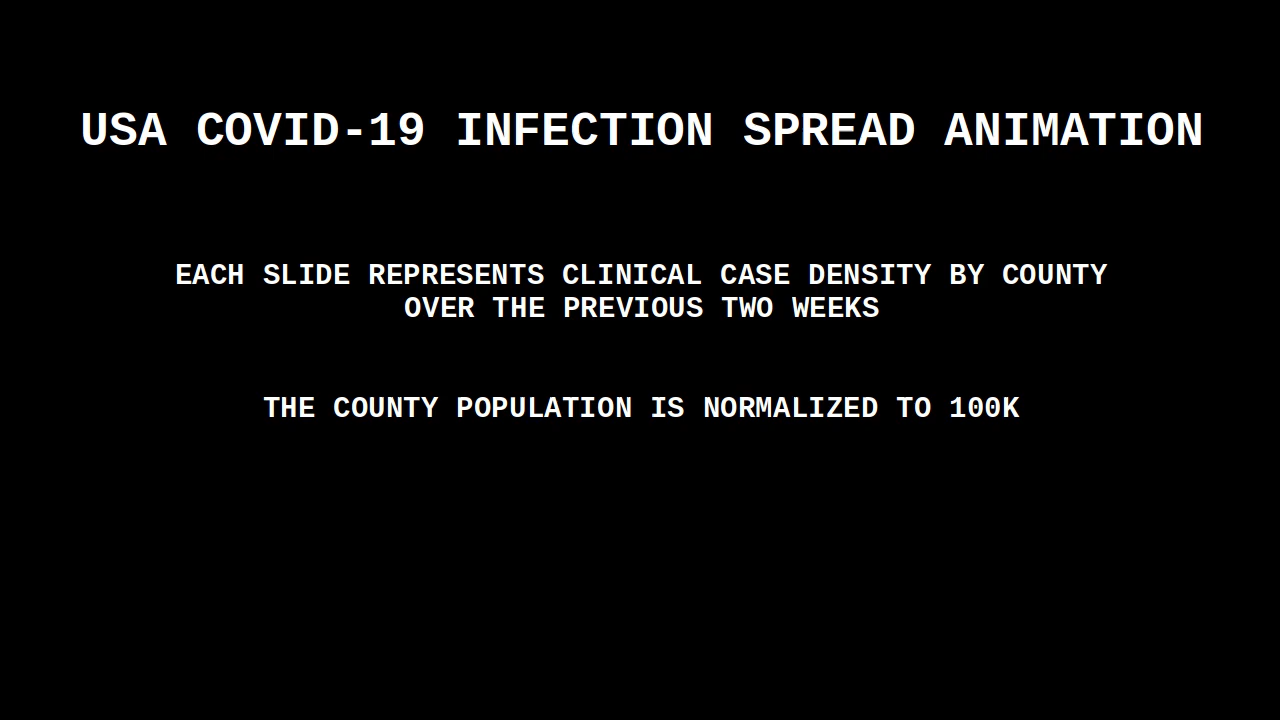 USA COVID-19 INFECTION SPREAD ANIMATION
EACH SLIDE REPRESENTS CLINICAL CASE DENSITY BY COUNTY
OVER THE PREVIOUS TWO WEEKS
THE COUNTY POPULATION IS NORMALIZED TO 100K